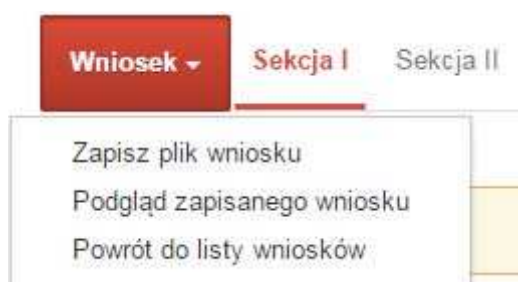 Wniosek Sekcja I Sekcja II
Zapisz plik wniosku
Podgląd zapisanego wniosku
Powrót do listy wniosków